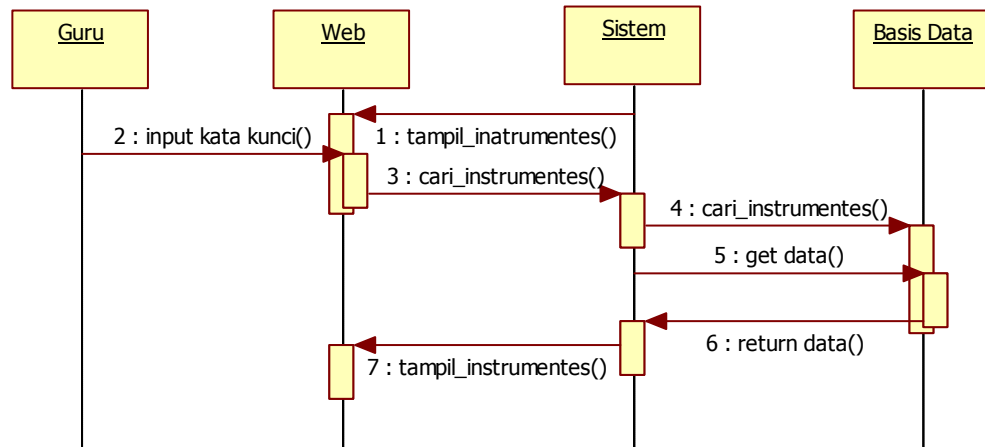 Guru
Web
Sistem
Basis Data
1 : tampil_inatrumentes()
2 : input kata kunci()
3 : cari_instrumentes()
4 : cari_instrumentes()
5 : get data()
6 : return data()
7 : tampil_instrumentes()